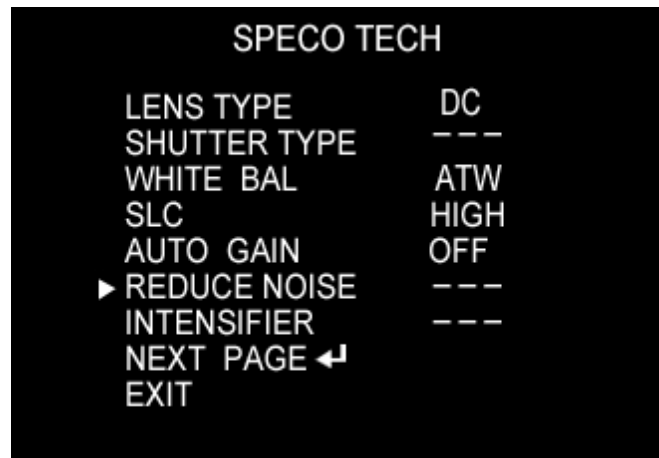 SPECO TECH
LENS TYPE DC
SHUTTER TYPE ---
WHITE BAL ATW
SLC HIGH
AUTO GAIN OFF
REDUCE NOISE ---
INTENSIFIER ---
NEXT PAGE
EXIT